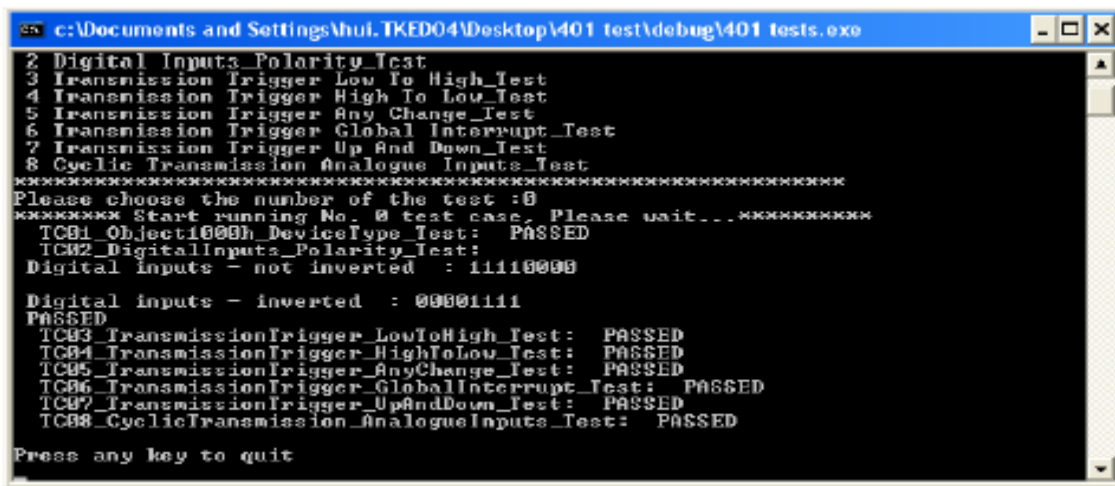 c:\Documents and Settings\hui.TKED04\Desktop\401 test\debug\401 tests.exe
2 Digital Inputs_Polarity_Test
3 Transmission Trigger Low To High_Test
4 Transmission Trigger High To Low_Test
5 Transmission Trigger Any Change_Test
6 Transmission Trigger Global Interrupt_Test
7 Transmission Trigger Up And Down_Test
8 Cyclic Transmission Analogue Inputs_Test
******************************************************************
Please choose the number of the test :0
******** Start running No. 0 test case, Please wait...**********
TC01_Object1000h_DeviceType_Test: PASSED
TC02_DigitalInputs_Polarity_Test:
Digital inputs - not inverted : 11110000
Digital inputs - inverted : 00001111
PASSED
TC03_TransmissionTrigger_LowToHigh_Test: PASSED
TC04_TransmissionTrigger_HighToLow_Test: PASSED
TC05_TransmissionTrigger_AnyChange_Test: PASSED
TC06_TransmissionTrigger_GlobalInterrupt_Test: PASSED
TC07_TransmissionTrigger_UpAndDown_Test: PASSED
TC08_CyclicTransmission_AnalogueInputs_Test: PASSED
Press any key to quit